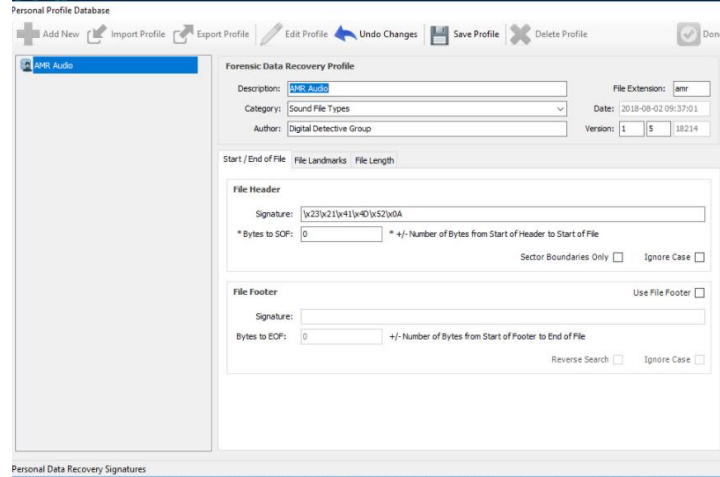 Personal Profile Database
Add New Import Profile Export Profile Edit Profile Undo Changes Save Profile Delete Profile Don
AMR Audio
Forensic Data Recovery Profile
Description: AMR Audio File Extension: amr
Category: Sound File Types Date: 2018-08-02 09:37:01
Author: Digital Detective Group Version: 1 5 18214
Start / End of File File Landmarks File Length
File Header
Signature: \x23\x21\x41\x4D\x52\x0A
* Bytes to SOF: 0 * +/- Number of Bytes from Start of Header to Start of File
Sector Boundaries Only Ignore Case
File Footer Use File Footer
Signature:
Bytes to EOF: 0 +/- Number of Bytes from Start of Footer to End of File
Reverse Search Ignore Case
Personal Data Recovery Signatures